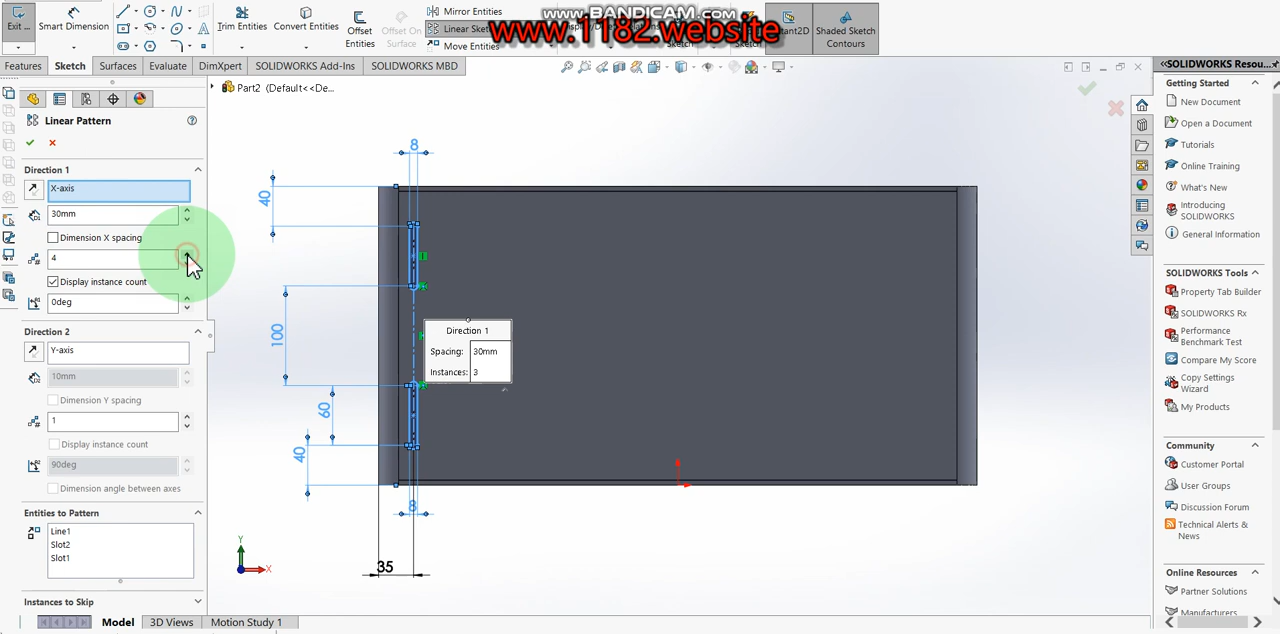 www.BANDICAM.com
www.1182.website
Exit ...
Smart Dimension
Trim Entities
Convert Entities
Offset Entities
Offset On Surface
Mirror Entities
Linear Sketch
Move Entities
Instant2D
Shaded Sketch Contours
Features
Sketch
Surfaces
Evaluate
DimXpert
SOLIDWORKS Add-Ins
SOLIDWORKS MBD
Part2 (Default<<De...
Linear Pattern
Direction 1
X-axis
30mm
Dimension X spacing
4
Display instance count
0deg
Direction 2
Y-axis
10mm
Dimension Y spacing
1
Display instance count
90deg
Dimension angle between axes
Entities to Pattern
Line1
Slot2
Slot1
Instances to Skip
8
40
100
60
40
8
35
Direction 1
Spacing: 30mm
Instances: 3
Y
X
Model
3D Views
Motion Study 1
SOLIDWORKS Resou...
Getting Started
New Document
Open a Document
Tutorials
Online Training
What's New
Introducing SOLIDWORKS
General Information
SOLIDWORKS Tools
Property Tab Builder
SOLIDWORKS Rx
Performance Benchmark Test
Compare My Score
Copy Settings Wizard
My Products
Community
Customer Portal
User Groups
Discussion Forum
Technical Alerts & News
Online Resources
Partner Solutions
Manufacturers